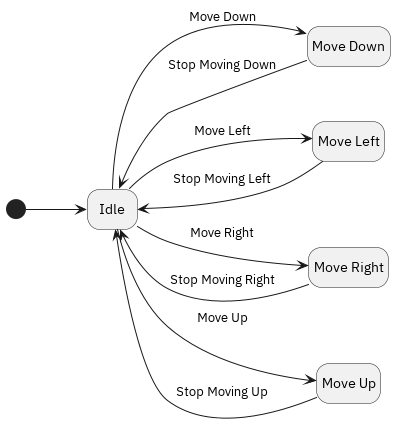 Move Down
Move Down
Stop Moving Down
Move Left
Move Left
Stop Moving Left
Idle
Move Right
Move Right
Stop Moving Right
Move Up
Move Up
Stop Moving Up